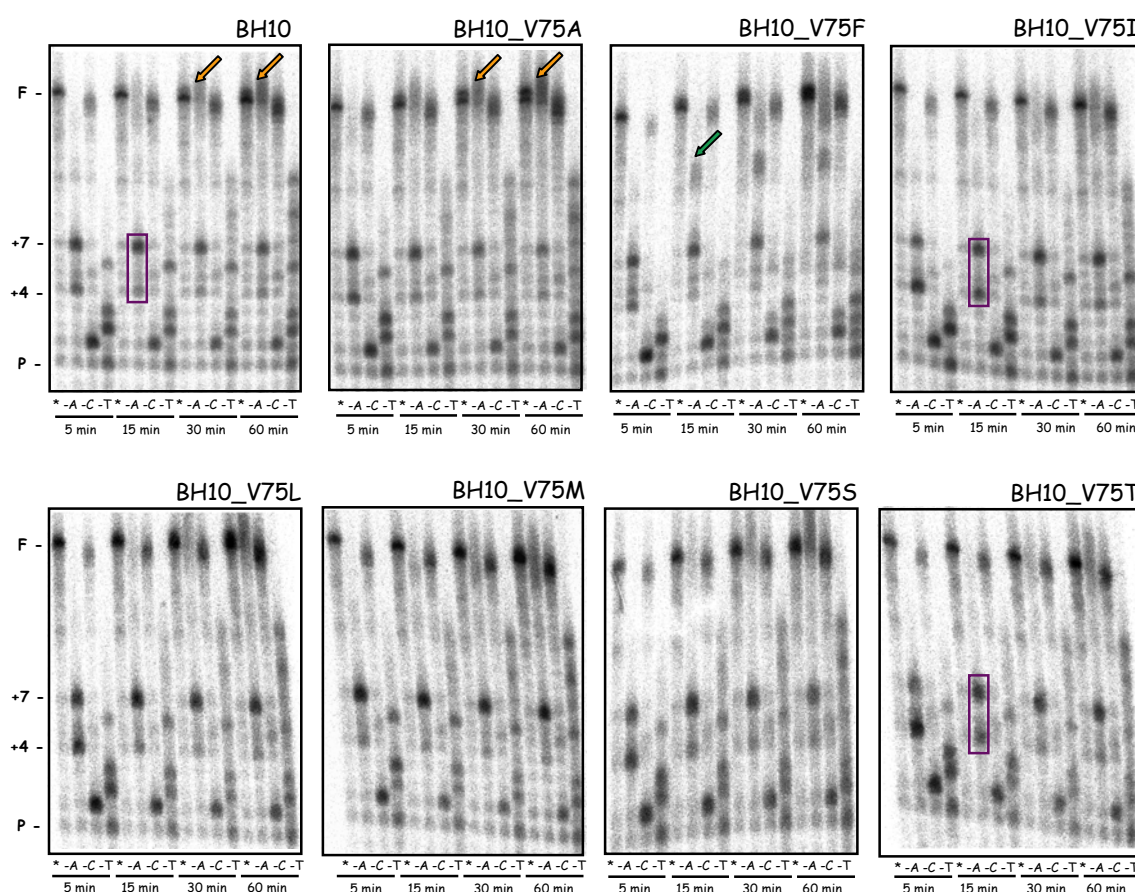 BH10 BH10_V75A BH10_V75F BH10_V75I
F -
+7 -
+4 -
P -
* -A -C -T * -A -C -T * -A -C -T * -A -C -T
5 min 15 min 30 min 60 min
* -A -C -T * -A -C -T * -A -C -T * -A -C -T
5 min 15 min 30 min 60 min
* -A -C -T * -A -C -T * -A -C -T * -A -C -T
5 min 15 min 30 min 60 min
* -A -C -T * -A -C -T * -A -C -T * -A -C -T
5 min 15 min 30 min 60 min
BH10_V75L BH10_V75M BH10_V75S BH10_V75T
F -
+7 -
+4 -
P -
* -A -C -T * -A -C -T * -A -C -T * -A -C -T
5 min 15 min 30 min 60 min
* -A -C -T * -A -C -T * -A -C -T * -A -C -T
5 min 15 min 30 min 60 min
* -A -C -T * -A -C -T * -A -C -T * -A -C -T
5 min 15 min 30 min 60 min
* -A -C -T * -A -C -T * -A -C -T * -A -C -T
5 min 15 min 30 min 60 min